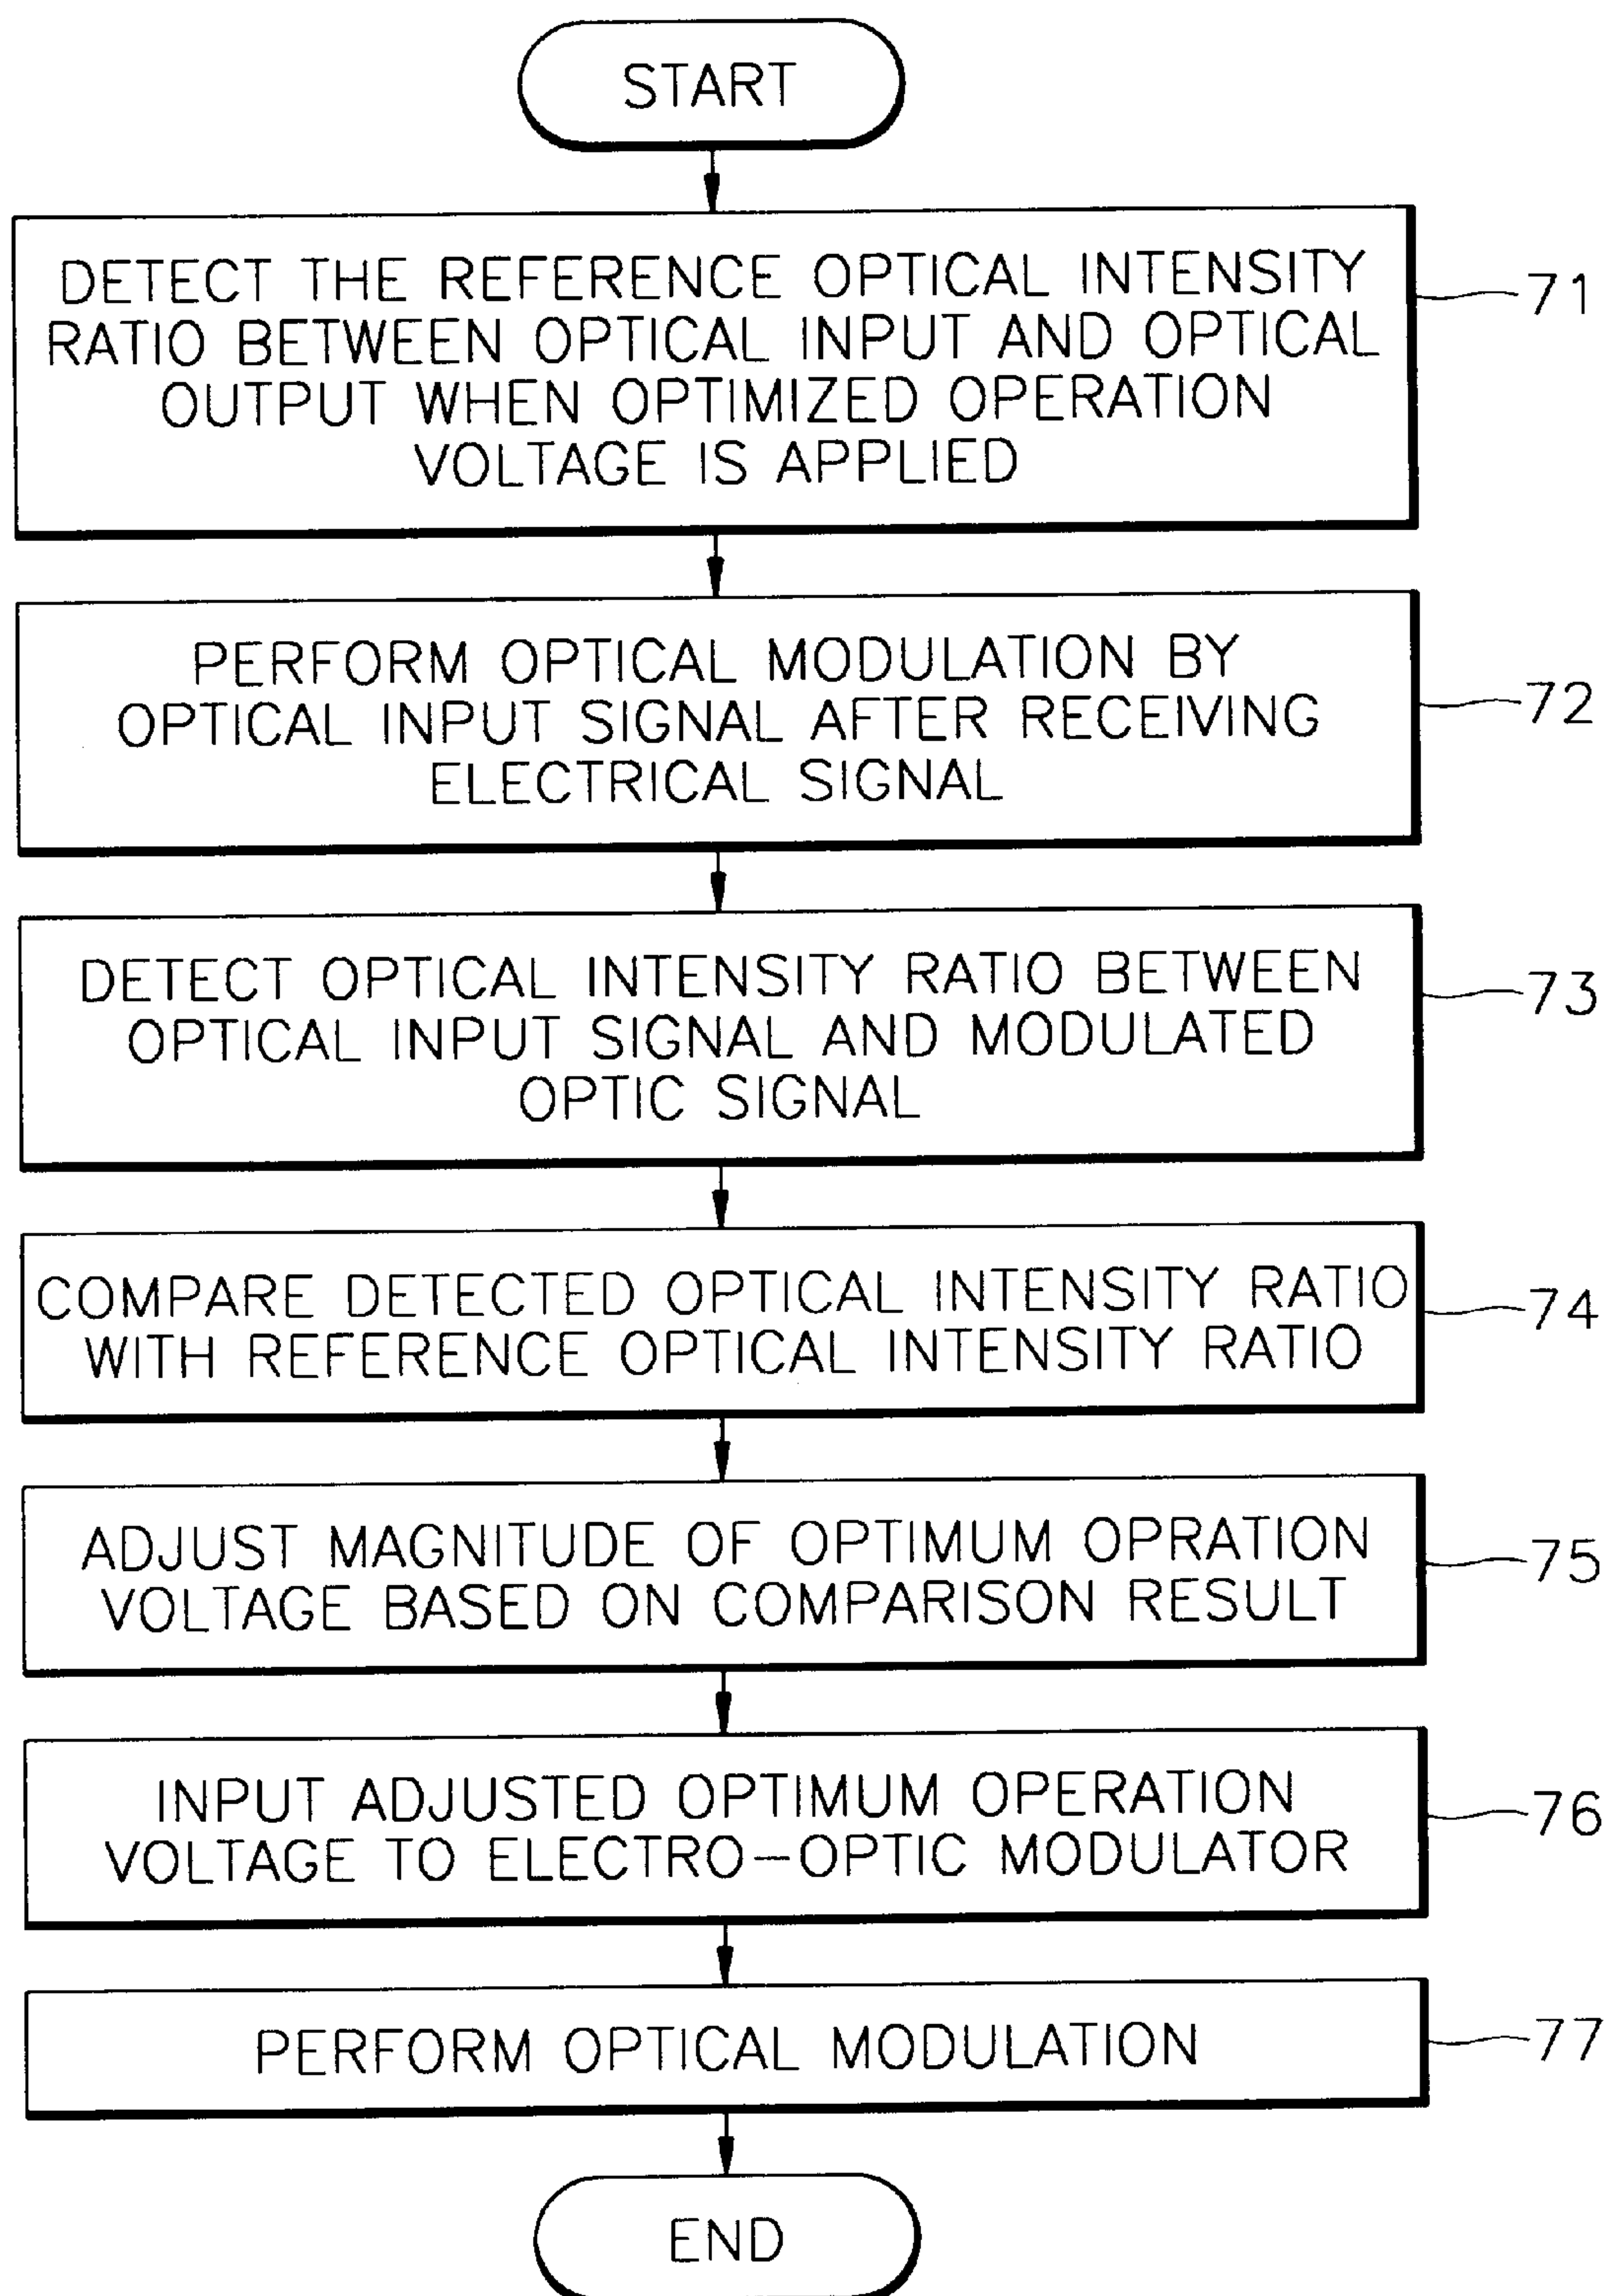 START
DETECT THE REFERENCE OPTICAL INTENSITY
RATIO BETWEEN OPTICAL INPUT AND OPTICAL
OUTPUT WHEN OPTIMIZED OPERATION
VOLTAGE IS APPLIED
71
PERFORM OPTICAL MODULATION BY
OPTICAL INPUT SIGNAL AFTER RECEIVING
ELECTRICAL SIGNAL
72
DETECT OPTICAL INTENSITY RATIO BETWEEN
OPTICAL INPUT SIGNAL AND MODULATED
OPTIC SIGNAL
73
COMPARE DETECTED OPTICAL INTENSITY RATIO
WITH REFERENCE OPTICAL INTENSITY RATIO
74
ADJUST MAGNITUDE OF OPTIMUM OPRATION
VOLTAGE BASED ON COMPARISON RESULT
75
INPUT ADJUSTED OPTIMUM OPERATION
VOLTAGE TO ELECTRO-OPTIC MODULATOR
76
PERFORM OPTICAL MODULATION
77
END